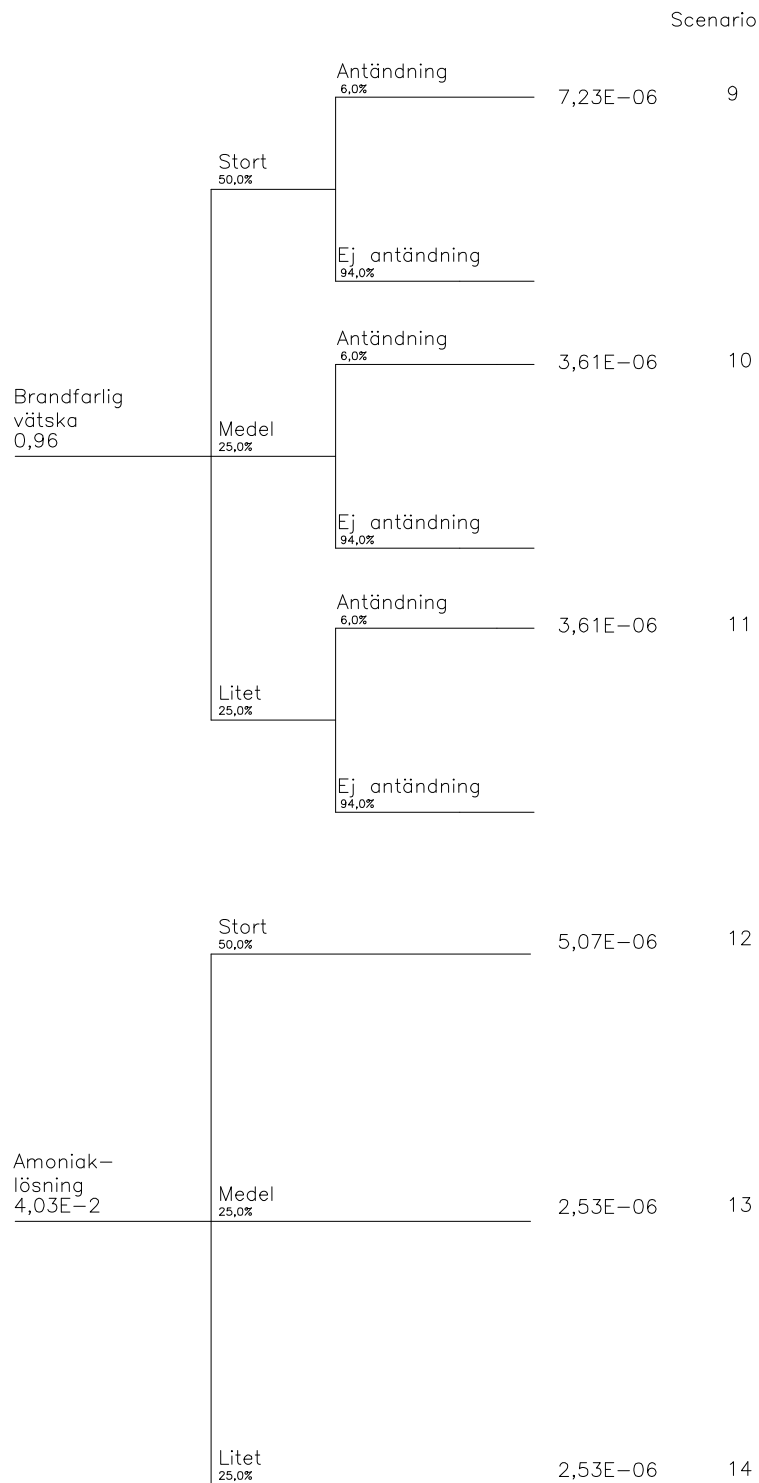 Scenario
Antändning
6,0%
7,23E-06 9
Stort
50,0%
Ej antändning
94,0%
Antändning
6,0%
3,61E-06 10
Brandfarlig
vätska
0,96
Medel
25,0%
Ej antändning
94,0%
Antändning
6,0%
3,61E-06 11
Litet
25,0%
Ej antändning
94,0%
Stort
50,0%
5,07E-06 12
Amoniak-
lösning
4,03E-2
Medel
25,0%
2,53E-06 13
Litet
25,0%
2,53E-06 14